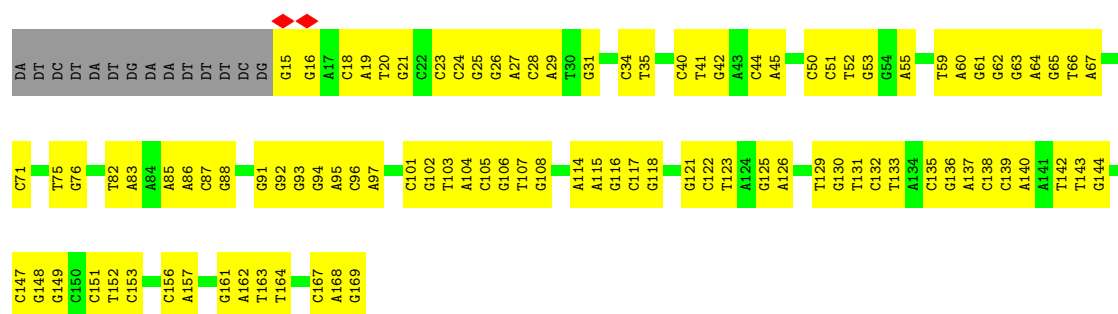 DA DT DC DT DA DT DG DA DA DT DT DT DC DG G15 G16 A17 C18 A19 T20 G21 C22 C23 C24 G25 G26 A27 C28 A29 T30 G31 C34 T35 C40 T41 G42 A43 C44 A45 C50 C51 T52 G53 G54 A55 T59 A60 G61 G62 G63 A64 G65 T66 A67
C71 T75 G76 T82 A83 A84 A85 A86 C87 G88 G91 G92 G93 G94 A95 C96 A97 C101 G102 T103 A104 C105 G106 T107 G108 A114 A115 G116 C117 G118 G121 C122 T123 A124 G125 A126 T129 G130 T131 C132 T133 A134 C135 G136 A137 C138 C139 A140 A141 T142 T143 G144
C147 G148 G149 C150 C151 T152 C153 C156 A157 G161 A162 T163 T164 C167 A168 G169